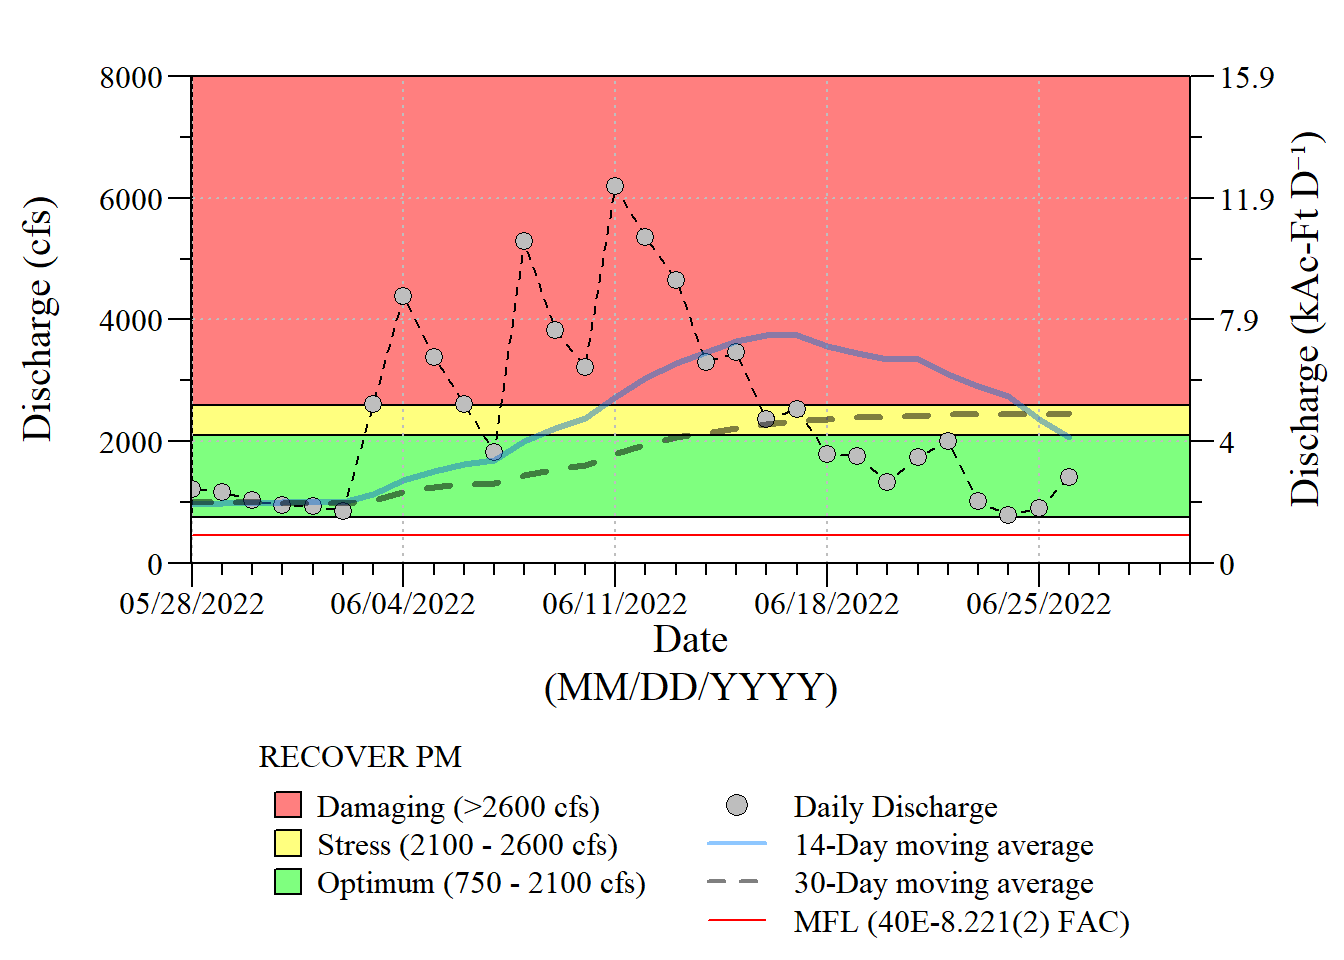 8000
6000
4000
2000
0
Discharge (cfs)
15.9
11.9
7.9
4
0
Discharge (kAc-Ft D⁻¹)
05/28/2022 06/04/2022 06/11/2022 06/18/2022 06/25/2022
Date
(MM/DD/YYYY)
RECOVER PM
Damaging (>2600 cfs)
Stress (2100 - 2600 cfs)
Optimum (750 - 2100 cfs)
Daily Discharge
14-Day moving average
30-Day moving average
MFL (40E-8.221(2) FAC)